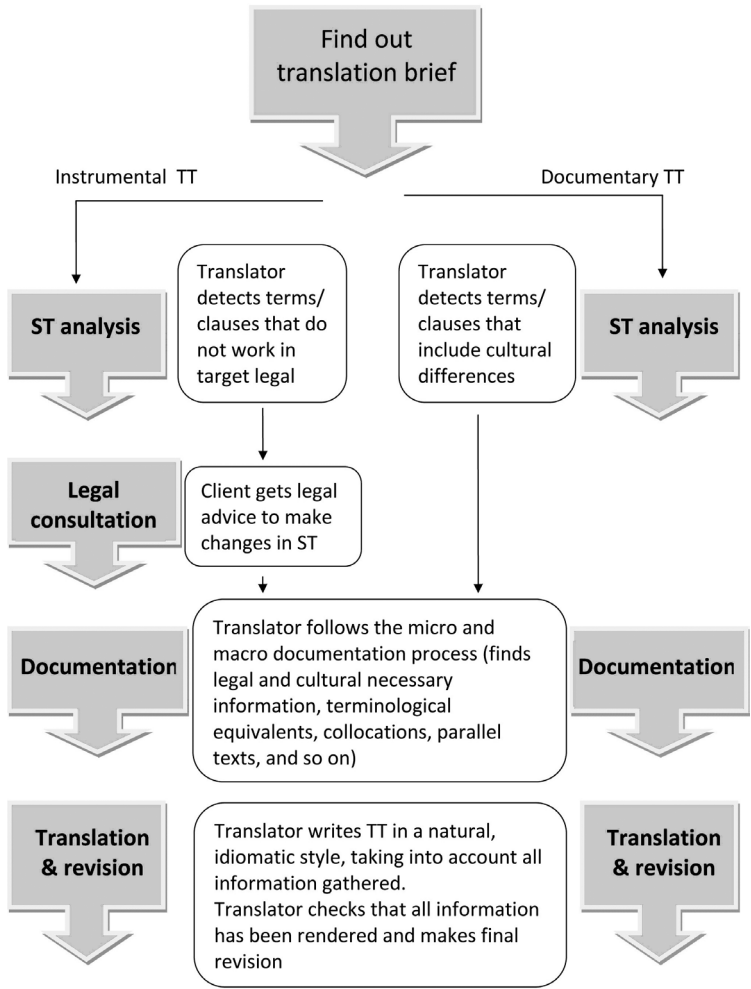 Find out
translation brief
Instrumental TT
Documentary TT
ST analysis
Translator
detects terms/
clauses that do
not work in
target legal
Translator
detects terms/
clauses that
include cultural
differences
ST analysis
Legal
consultation
Client gets legal
advice to make
changes in ST
Documentation
Translator follows the micro and
macro documentation process (finds
legal and cultural necessary
information, terminological
equivalents, collocations, parallel
texts, and so on)
Documentation
Translation
& revision
Translator writes TT in a natural,
idiomatic style, taking into account all
information gathered.
Translator checks that all information
has been rendered and makes final
revision
Translation
& revision